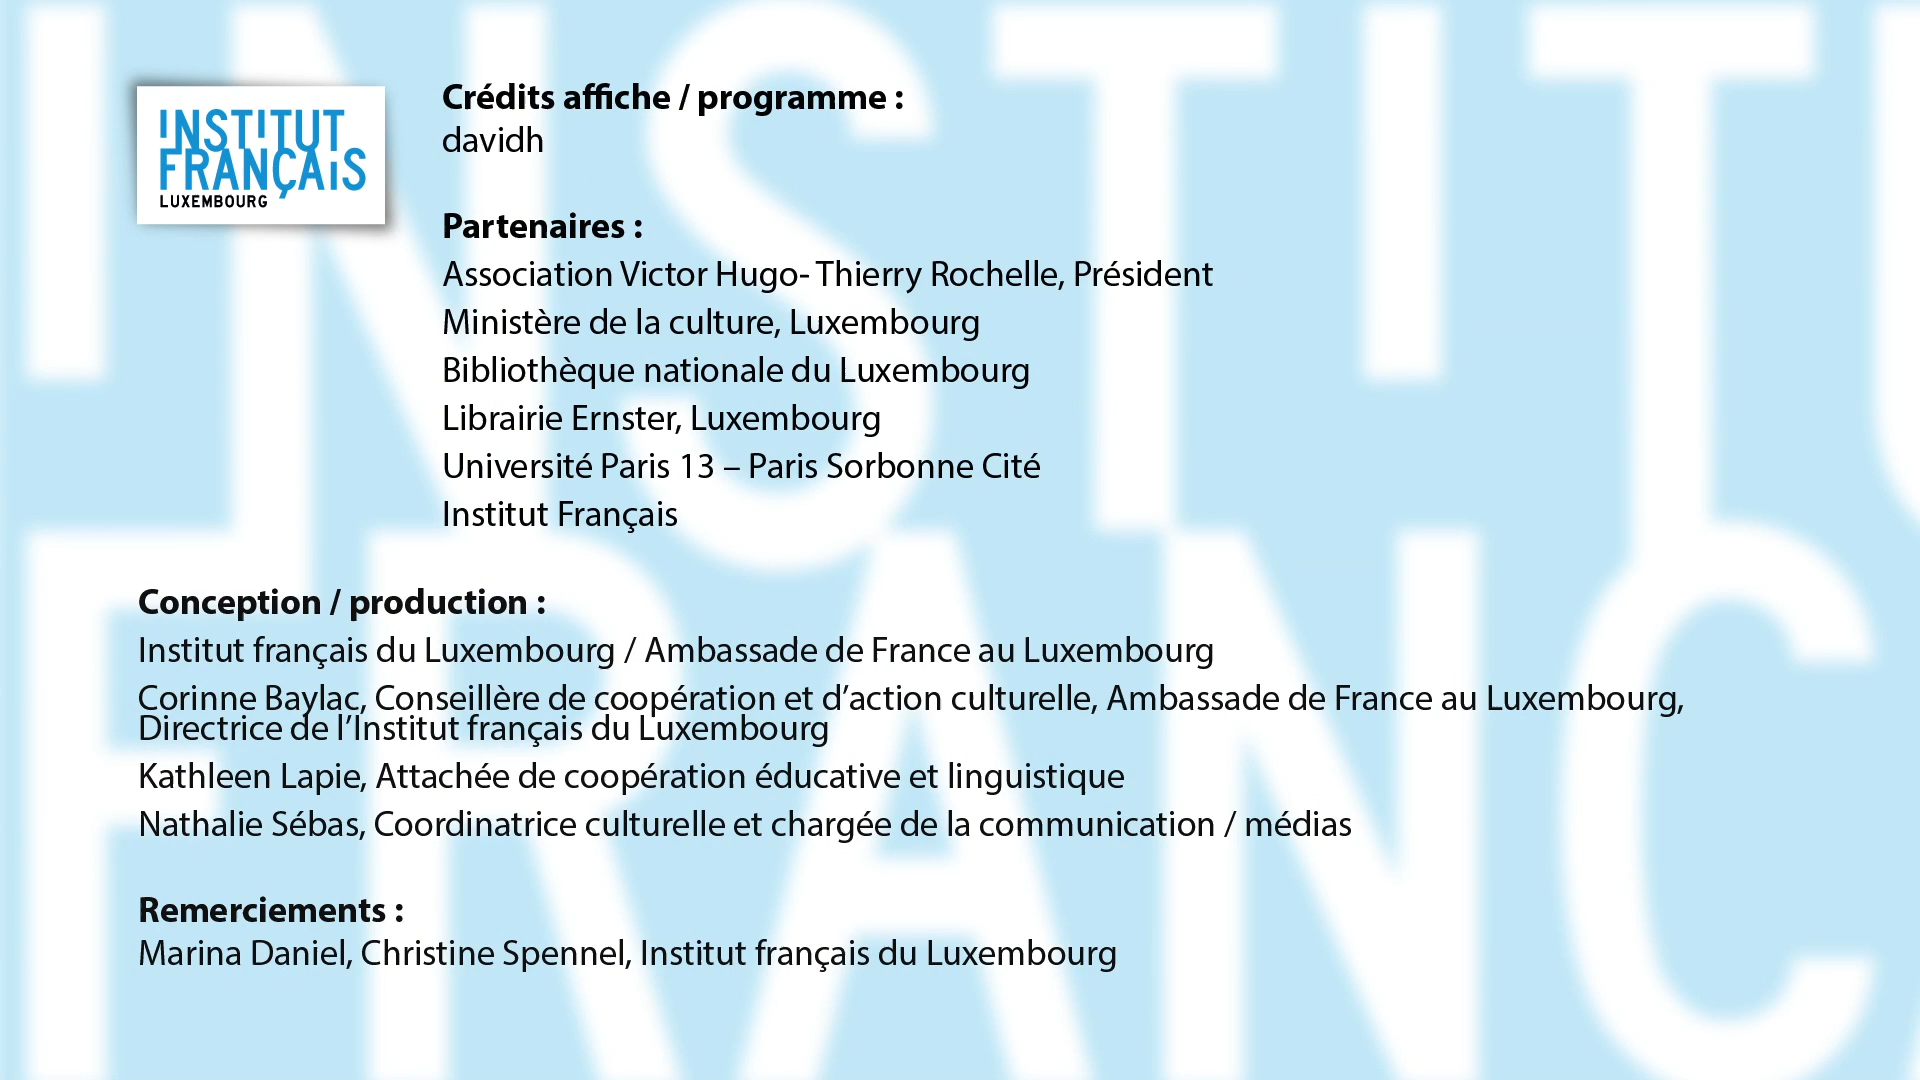 INSTITUT
FRANÇAIS
LUXEMBOURG
Crédits affiche / programme :
davidh
Partenaires :
Association Victor Hugo- Thierry Rochelle, Président
Ministère de la culture, Luxembourg
Bibliothèque nationale du Luxembourg
Librairie Ernster, Luxembourg
Université Paris 13 – Paris Sorbonne Cité
Institut Français
Conception / production :
Institut français du Luxembourg / Ambassade de France au Luxembourg
Corinne Baylac, Conseillère de coopération et d’action culturelle, Ambassade de France au Luxembourg,
Directrice de l’Institut français du Luxembourg
Kathleen Lapie, Attachée de coopération éducative et linguistique
Nathalie Sébas, Coordinatrice culturelle et chargée de la communication / médias
Remerciements :
Marina Daniel, Christine Spennel, Institut français du Luxembourg
INSTITU
FRANC